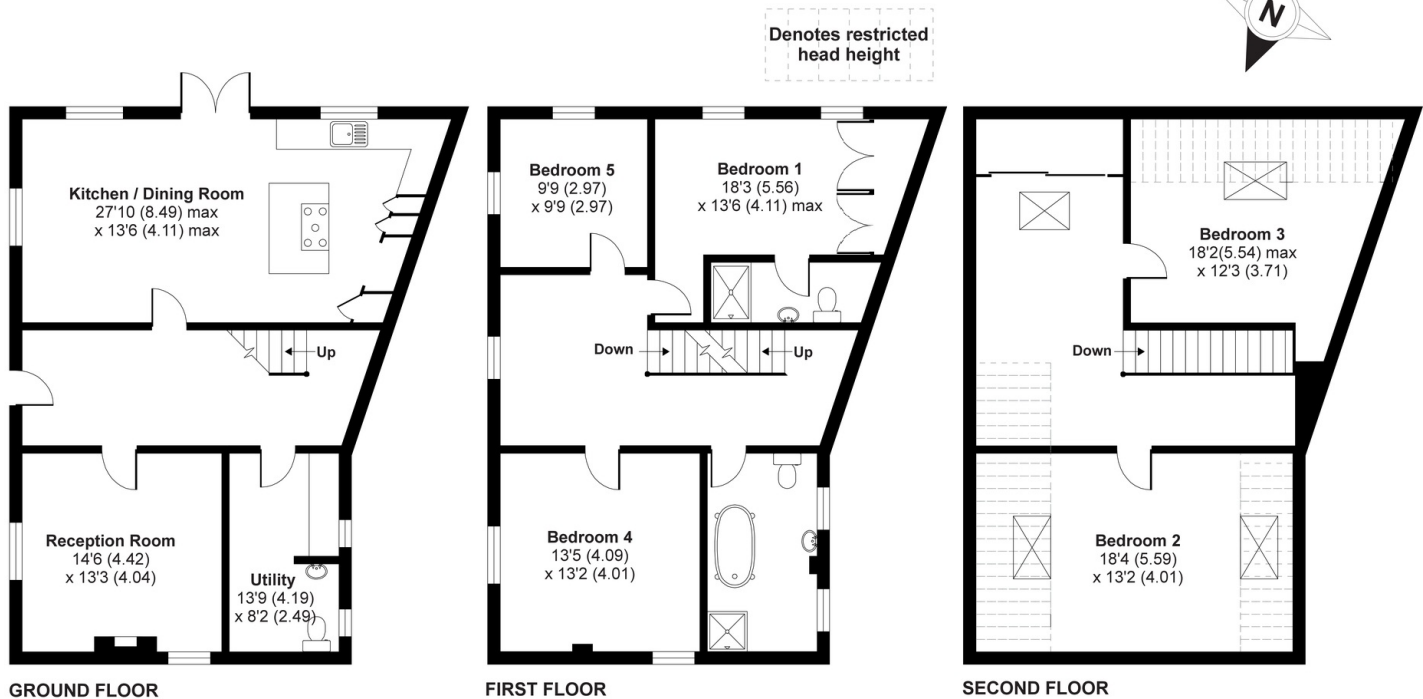 Denotes restricted
head height
N
Kitchen / Dining Room
27'10 (8.49) max
x 13'6 (4.11) max
Up
Reception Room
14'6 (4.42)
x 13'3 (4.04)
Utility
13'9 (4.19)
x 8'2 (2.49)
GROUND FLOOR
Bedroom 5
9'9 (2.97)
x 9'9 (2.97)
Bedroom 1
18'3 (5.56)
x 13'6 (4.11) max
Down
Up
Bedroom 4
13'5 (4.09)
x 13'2 (4.01)
FIRST FLOOR
Bedroom 3
18'2(5.54) max
x 12'3 (3.71)
Down
Bedroom 2
18'4 (5.59)
x 13'2 (4.01)
SECOND FLOOR